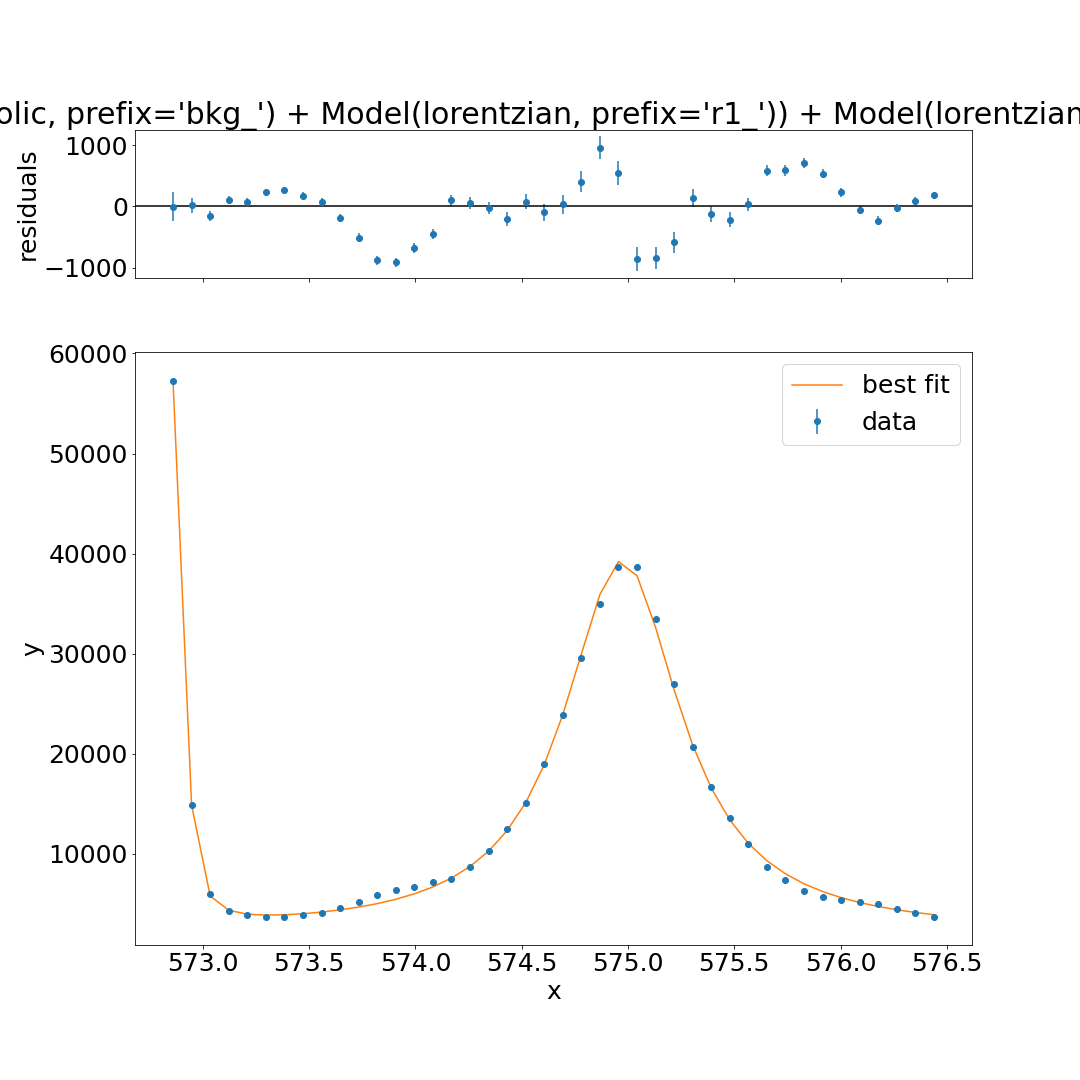 olic, prefix='bkg_') + Model(lorentzian, prefix='r1_')) + Model(lorentzian
1000
0
−1000
residuals
60000
50000
40000
30000
20000
10000
y
best fit
data
573.0 573.5 574.0 574.5 575.0 575.5 576.0 576.5
x